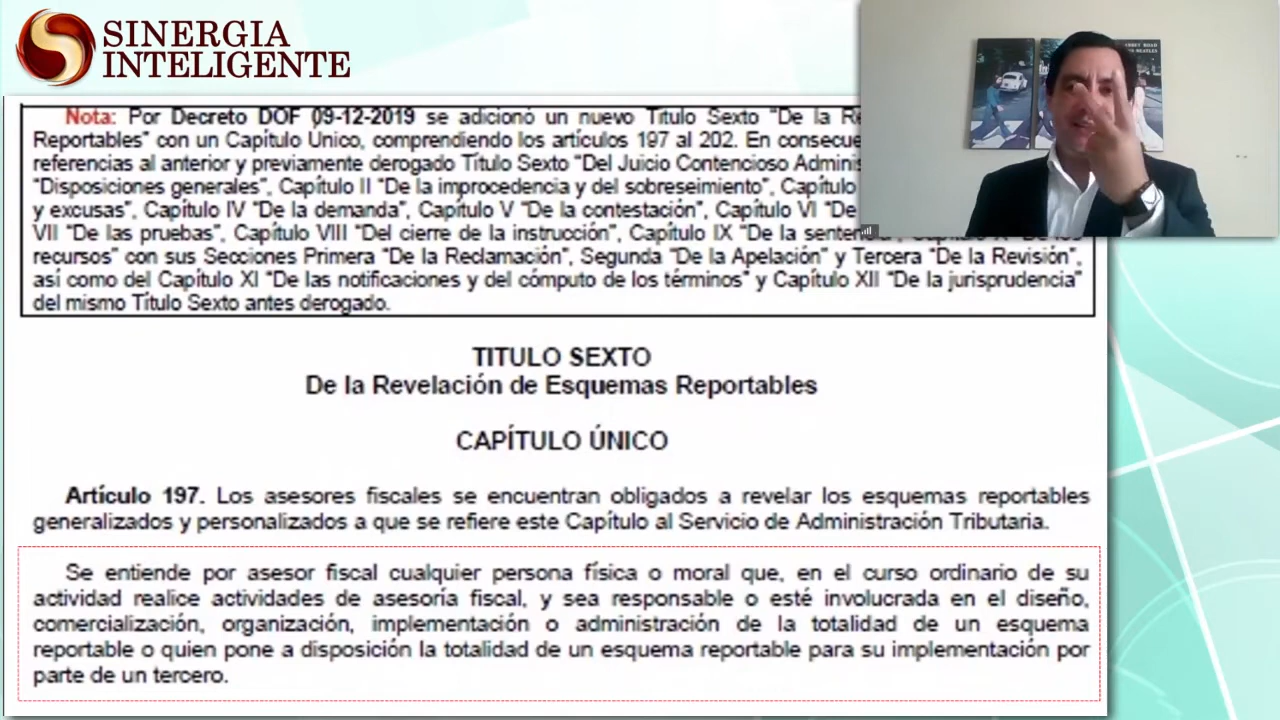 SINERGIA
INTELIGENTE
Nota: Por Decreto DOF 09-12-2019 se adicionó un nuevo Titulo Sexto “De la Re
Reportables” con un Capítulo Unico, comprendiendo los artículos 197 al 202. En consecue
referencias al anterior y previamente derogado Título Sexto “Del Juicio Contencioso Adminis
“Disposiciones generales”, Capítulo II “De la improcedencia y del sobreseimiento”, Capítulo
y excusas”, Capítulo IV “De la demanda”, Capítulo V “De la contestación”, Capítulo VI “De
VII “De las pruebas”, Capítulo VIII “Del cierre de la instrucción”, Capítulo IX “De la
recursos” con sus Secciones Primera “De la Reclamación”, Segunda “De la Apelación” y Tercera “De la Revisión”,
así como del Capítulo XI “De las notificaciones y del cómputo de los términos” y Capítulo XII “De la jurisprudencia”
del mismo Título Sexto antes derogado.
TITULO SEXTO
De la Revelación de Esquemas Reportables
CAPÍTULO ÚNICO
Artículo 197. Los asesores fiscales se encuentran obligados a revelar los esquemas reportables
generalizados y personalizados a que se refiere este Capítulo al Servicio de Administración Tributaria.
Se entiende por asesor fiscal cualquier persona física o moral que, en el curso ordinario de su
actividad realice actividades de asesoría fiscal, y sea responsable o esté involucrada en el diseño,
comercialización, organización, implementación o administración de la totalidad de un esquema
reportable o quien pone a disposición la totalidad de un esquema reportable para su implementación por
parte de un tercero.